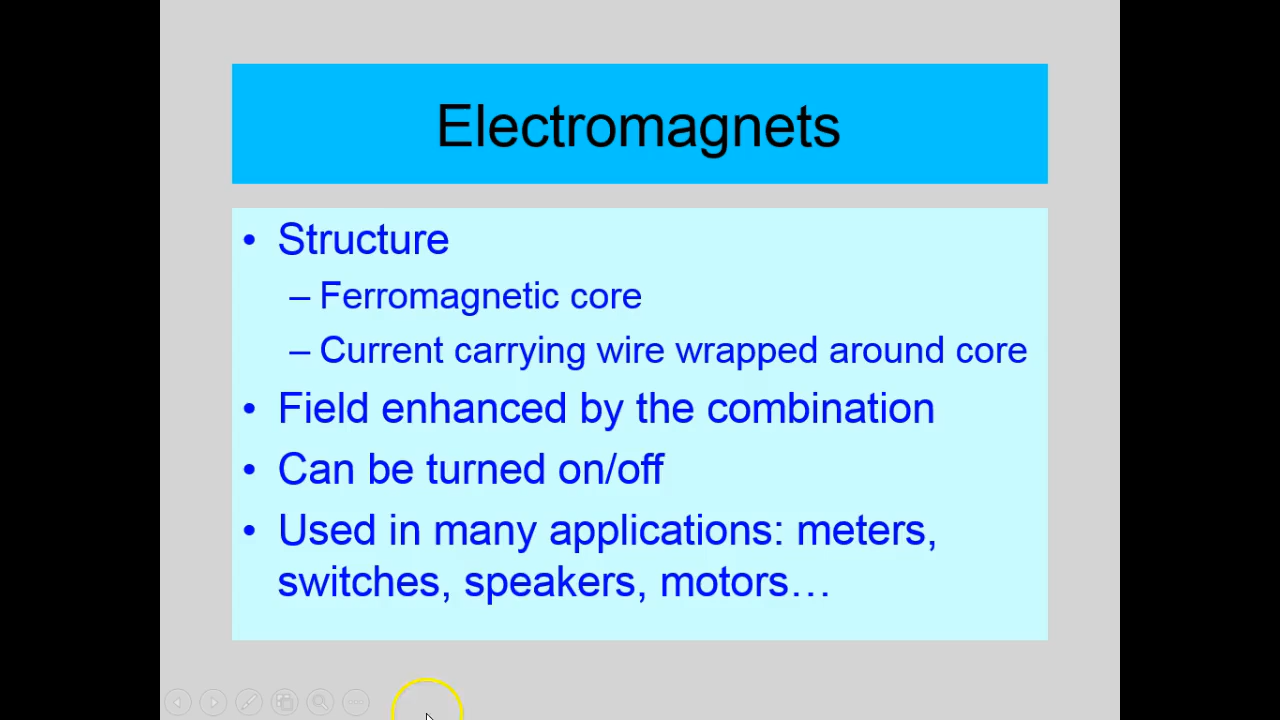 Electromagnets
• Structure
– Ferromagnetic core
– Current carrying wire wrapped around core
• Field enhanced by the combination
• Can be turned on/off
• Used in many applications: meters,
switches, speakers, motors…